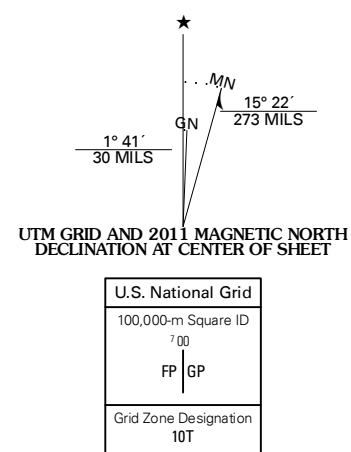 ★
MN
GN
15° 22´
273 MILS
1° 41´
30 MILS
UTM GRID AND 2011 MAGNETIC NORTH
DECLINATION AT CENTER OF SHEET
U.S. National Grid
100,000-m Square ID
7 00
FP GP
Grid Zone Designation
10T